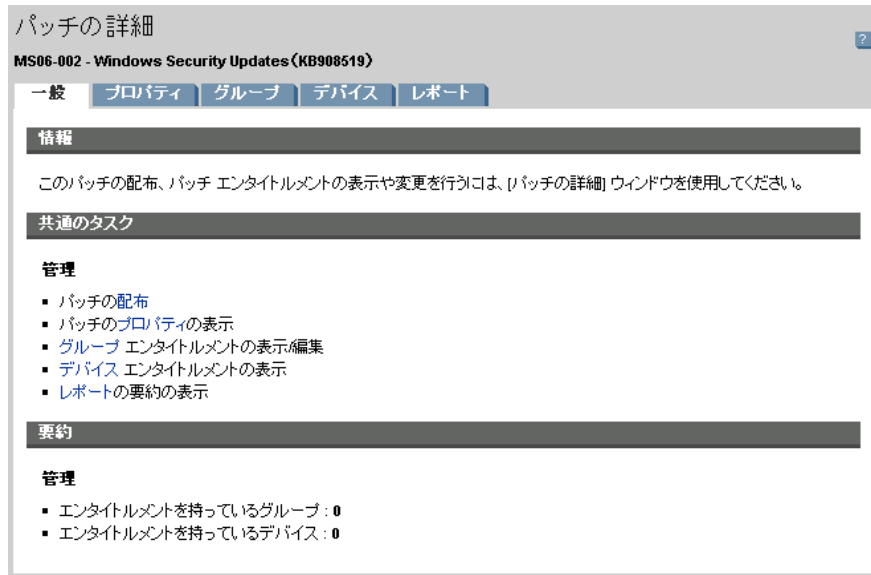 パッチの詳細
?
MS06-002 - Windows Security Updates(KB908519)
一般 プロパティ グループ デバイス レポート
情報
このパッチの配布、パッチ エンタイトルメントの表示や変更を行うには、[パッチの詳細] ウィンドウを使用してください。
共通のタスク
管理
▪ パッチの配布
▪ パッチのプロパティの表示
▪ グループ エンタイトルメントの表示/編集
▪ デバイス エンタイトルメントの表示
▪ レポートの要約の表示
要約
管理
▪ エンタイトルメントを持っているグループ : 0
▪ エンタイトルメントを持っているデバイス : 0